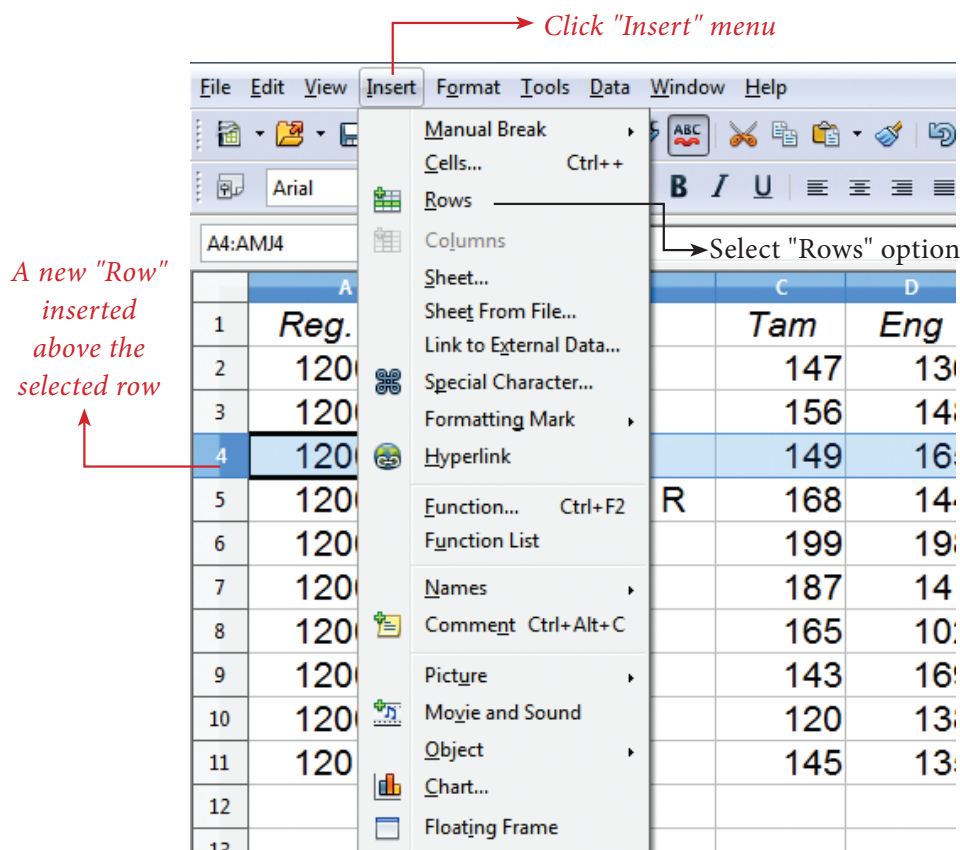 Click "Insert" menu
File Edit View Insert Format Tools Data Window Help
Manual Break
ABC
Cells... Ctrl++
Arial
Rows
B I U
A4:AMJ4
Columns
Select "Rows" option
A new "Row"
inserted
above the
selected row
Sheet...
Sheet From File...
Link to External Data...
Special Character...
Formatting Mark
Hyperlink
Function... Ctrl+F2
Function List
Names
Comment Ctrl+Alt+C
Picture
Movie and Sound
Object
Chart...
Floating Frame
A C D
1 Reg. Tam Eng
2 147
3 156
4 149
5 R 168
6 199
7 187
8 165
9 143
10 120
11 145
12